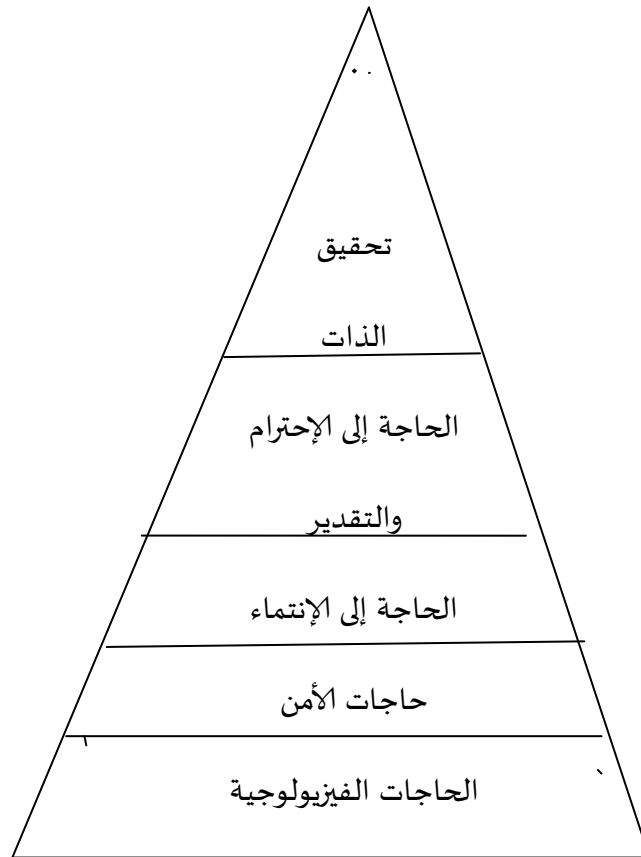 تحقيق
الذات
الحاجة إلى الإحترام
والتقدير
الحاجة إلى الإنتماء
حاجات الأمن
الحاجات الفيزيولوجية